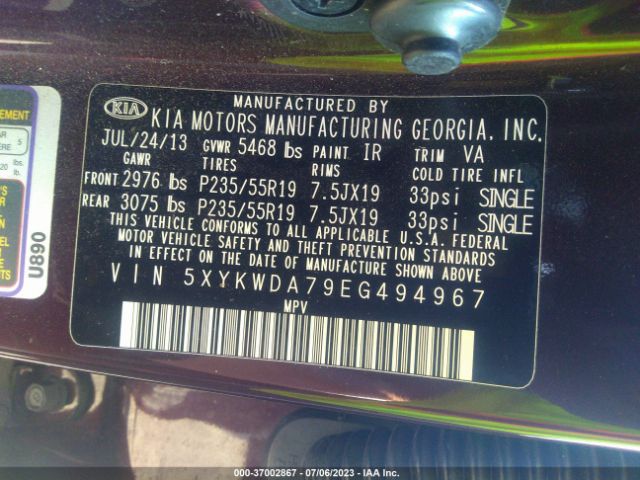 MANUFACTURED BY
KIA KIA MOTORS MANUFACTURING GEORGIA, INC.
JUL/24/13 GVWR 5468 lbs PAINT IR TRIM VA
GAWR TIRES RIMS COLD TIRE INFL
FRONT 2976 lbs P235/55R19 7.5JX19 33psi SINGLE
REAR 3075 lbs P235/55R19 7.5JX19 33psi SINGLE
THIS VEHICLE CONFORMS TO ALL APPLICABLE U.S.A. FEDERAL
MOTOR VEHICLE SAFETY AND THEFT PREVENTION STANDARDS
IN EFFECT ON THE DATE OF MANUFACTURE SHOWN ABOVE.
VIN 5XYKWDA79EG494967
MPV
U890
000-37002867 - 07/06/2023 - IAA Inc.